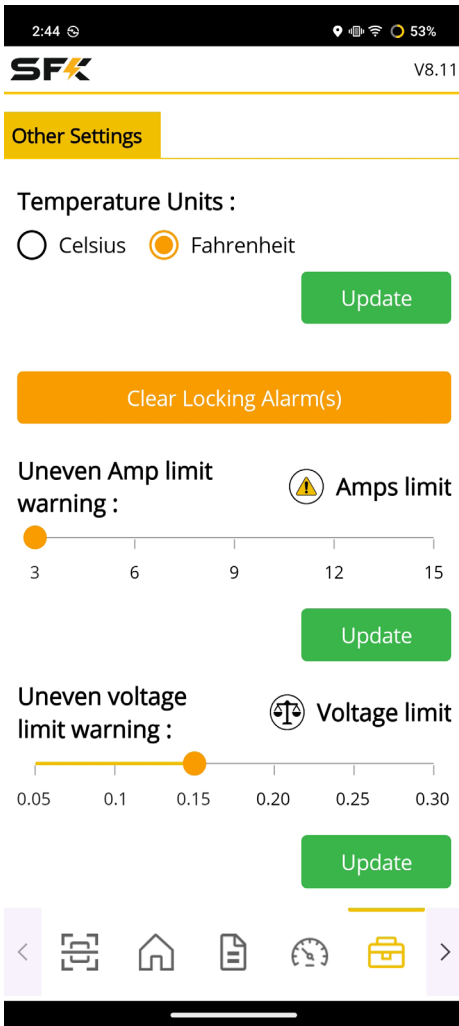 2:44 53%
SFK V8.11
Other Settings
Temperature Units :
Celsius Fahrenheit
Update
Clear Locking Alarm(s)
Uneven Amp limit
warning :
Amps limit
3 6 9 12 15
Update
Uneven voltage
limit warning :
Voltage limit
0.05 0.1 0.15 0.20 0.25 0.30
Update